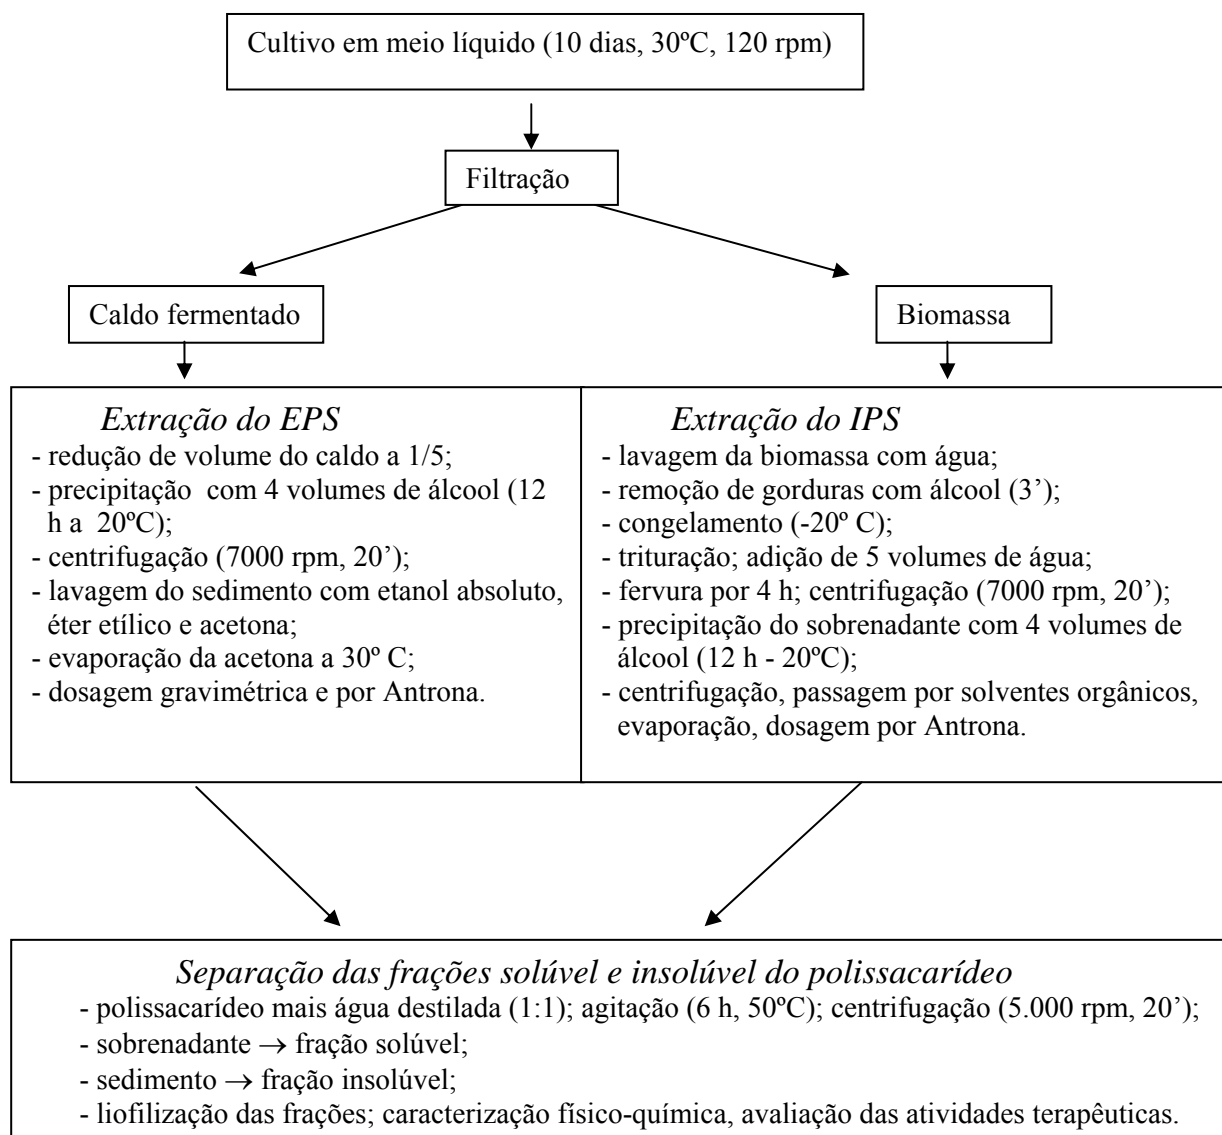 Cultivo em meio líquido (10 dias, 30ºC, 120 rpm)
Filtração
Caldo fermentado
Biomassa
Extração do EPS
- redução de volume do caldo a 1/5;
- precipitação com 4 volumes de álcool (12
h a 20ºC);
- centrifugação (7000 rpm, 20’);
- lavagem do sedimento com etanol absoluto,
éter etílico e acetona;
- evaporação da acetona a 30º C;
- dosagem gravimétrica e por Antrona.
Extração do IPS
- lavagem da biomassa com água;
- remoção de gorduras com álcool (3’);
- congelamento (-20º C);
- trituração; adição de 5 volumes de água;
- fervura por 4 h; centrifugação (7000 rpm, 20’);
- precipitação do sobrenadante com 4 volumes de
álcool (12 h - 20ºC);
- centrifugação, passagem por solventes orgânicos,
evaporação, dosagem por Antrona.
Separação das frações solúvel e insolúvel do polissacarídeo
- polissacarídeo mais água destilada (1:1); agitação (6 h, 50ºC); centrifugação (5.000 rpm, 20’);
- sobrenadante → fração solúvel;
- sedimento → fração insolúvel;
- liofilização das frações; caracterização físico-química, avaliação das atividades terapêuticas.